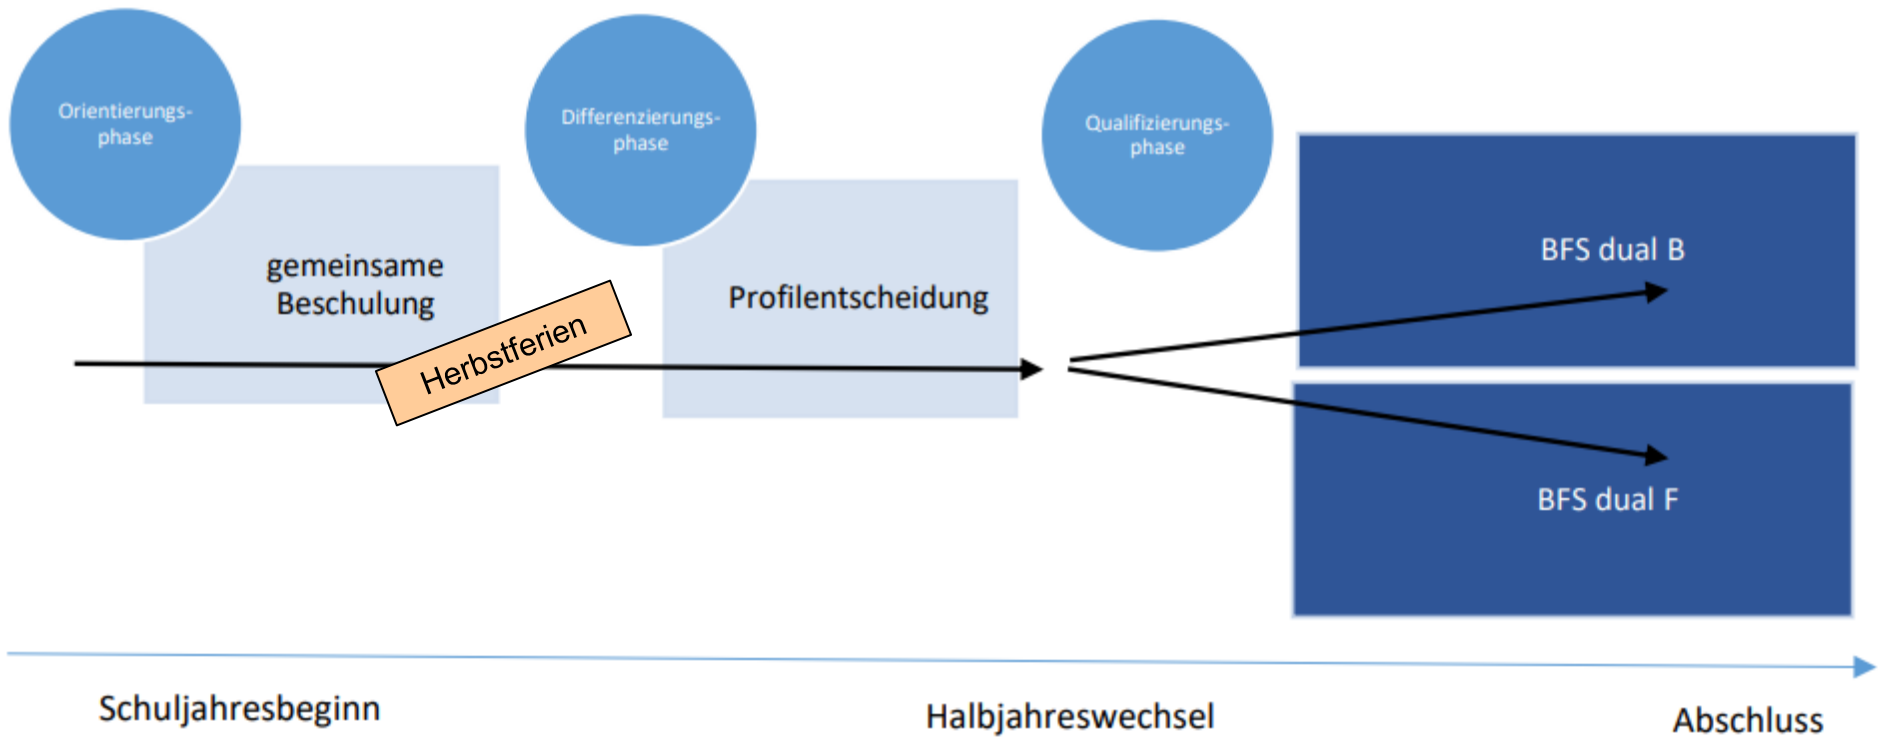 Orientierungs-
phase
gemeinsame
Beschulung
Herbstferien
Differenzierungs-
phase
Profilentscheidung
Qualifizierungs-
phase
BFS dual B
BFS dual F
Schuljahresbeginn
Halbjahreswechsel
Abschluss